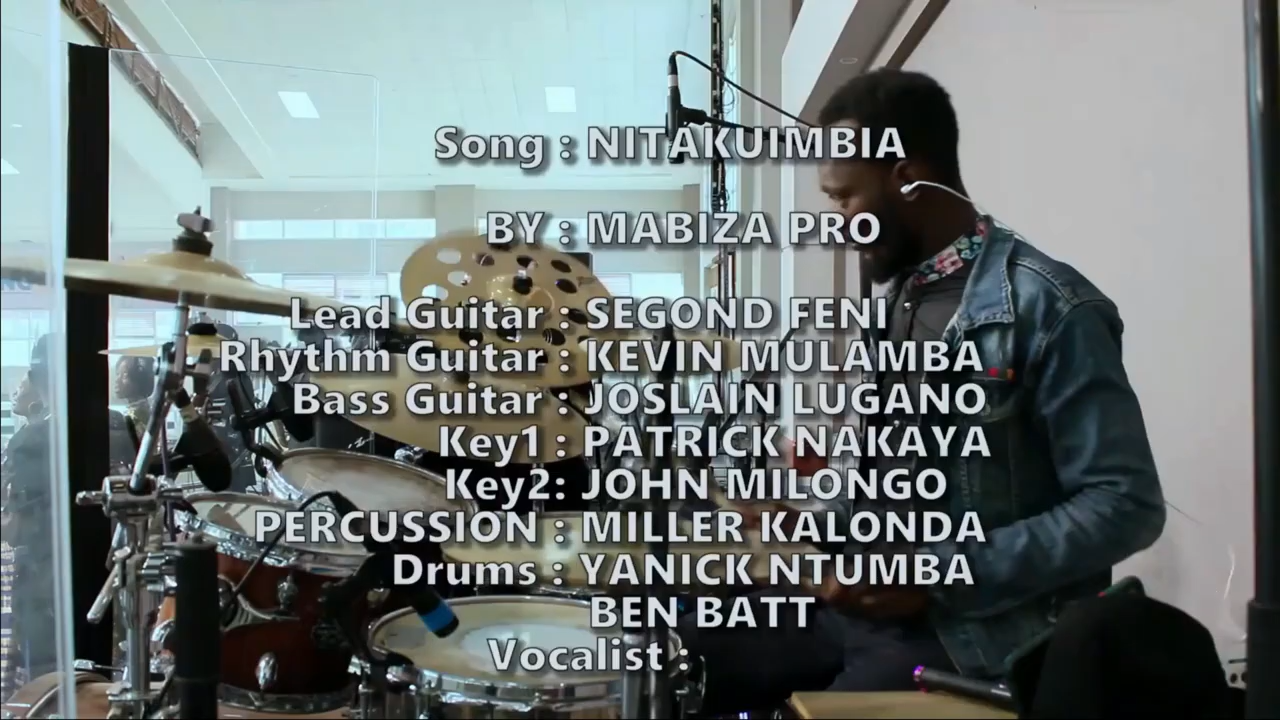 Song : NITAKUIMBIA
BY : MABIZA PRO
Lead Guitar : SEGOND FENI
Rhythm Guitar : KEVIN MULAMBA
Bass Guitar : JOSLAIN LUGANO
Key1 : PATRICK NAKAYA
Key2: JOHN MILONGO
PERCUSSION : MILLER KALONDA
Drums : YANICK NTUMBA
BEN BATT
Vocalist :